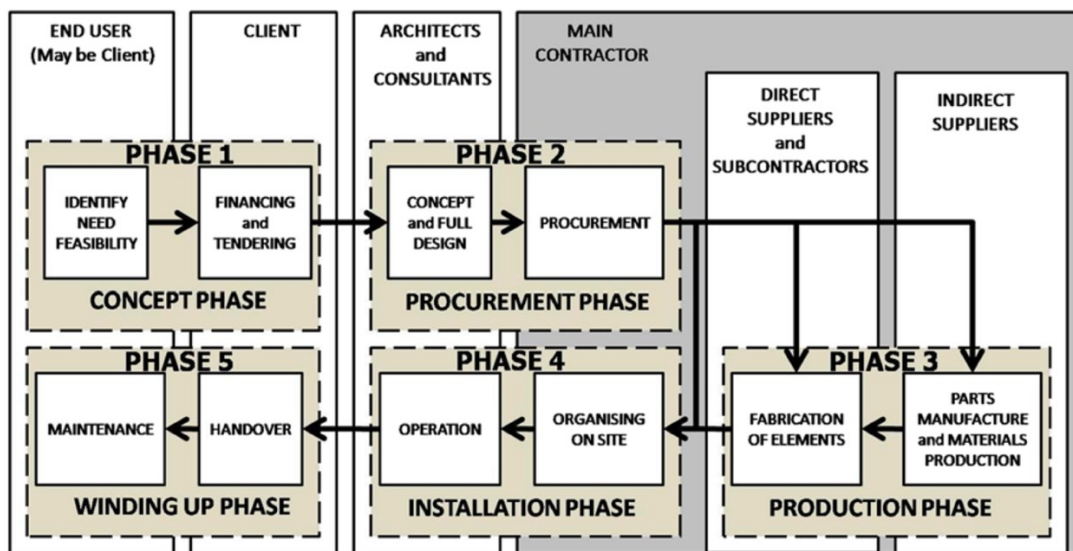 END USER
(May be Client)
CLIENT
ARCHITECTS
and
CONSULTANTS
MAIN
CONTRACTOR
DIRECT
SUPPLIERS
and
SUBCONTRACTORS
INDIRECT
SUPPLIERS
PHASE 1
IDENTIFY
NEED
FEASIBILITY
FINANCING
and
TENDERING
CONCEPT PHASE
PHASE 2
CONCEPT
and FULL
DESIGN
PROCUREMENT
PROCUREMENT PHASE
PHASE 3
FABRICATION
OF ELEMENTS
PARTS
MANUFACTURE
and MATERIALS
PRODUCTION
PRODUCTION PHASE
PHASE 4
OPERATION
ORGANISING
ON SITE
INSTALLATION PHASE
PHASE 5
MAINTENANCE
HANDOVER
WINDING UP PHASE